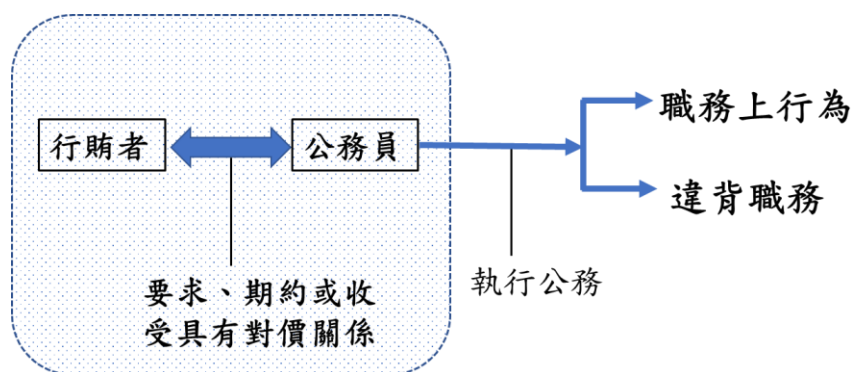 行賄者
公務員
職務上行為
違背職務
要求、期約或收
受具有對價關係
執行公務